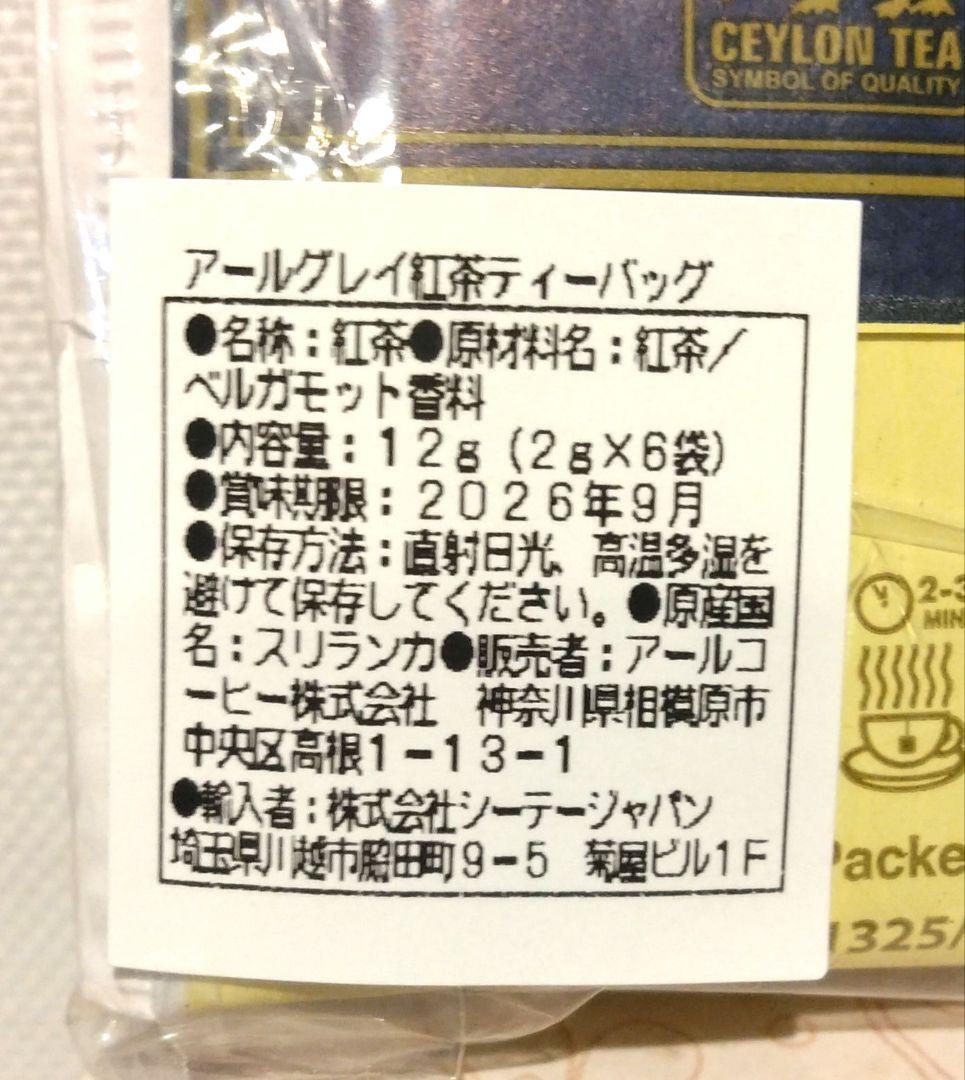 CEYLON TEA
SYMBOL OF QUALITY
アールグレイ紅茶ティーバッグ
●名称：紅茶●原材料名：紅茶／
ベルガモット香料
●内容量：１２ｇ（２ｇ×６袋）
●賞味期限：２０２６年９月
●保存方法：直射日光、高温多湿を
避けて保存してください。●原産国
名：スリランカ●販売者：アールコ
ーヒー株式会社　神奈川県相模原市
中央区高根１−１３−１
●輸入者：株式会社シーテージャパン
埼玉県川越市脇田町９−５　菊屋ビル１Ｆ
2-3
MIN
Packe
1325/